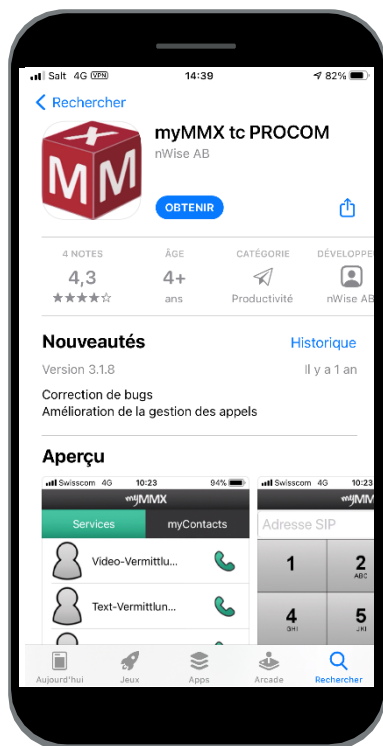 Salt 4G VPN 14:39 82%
Rechercher
X
M M
myMMX tc PROCOM
nWise AB
OBTENIR
4 NOTES ÂGE CATÉGORIE DÉVELOPPE
4,3 4+
ans Productivité nWise AB
Nouveautés Historique
Version 3.1.8 Il y a 1 an
Correction de bugs
Amélioration de la gestion des appels
Aperçu
Swisscom 4G 10:23 94% Swisscom 4G 10:23
myMMX myMM
Services myContacts Adresse SIP
Video-Vermittlu... 1 2
ABC
Text-Vermittlun... 4 5
GHI JKL
Aujourd'hui Jeux Apps Arcade Rechercher